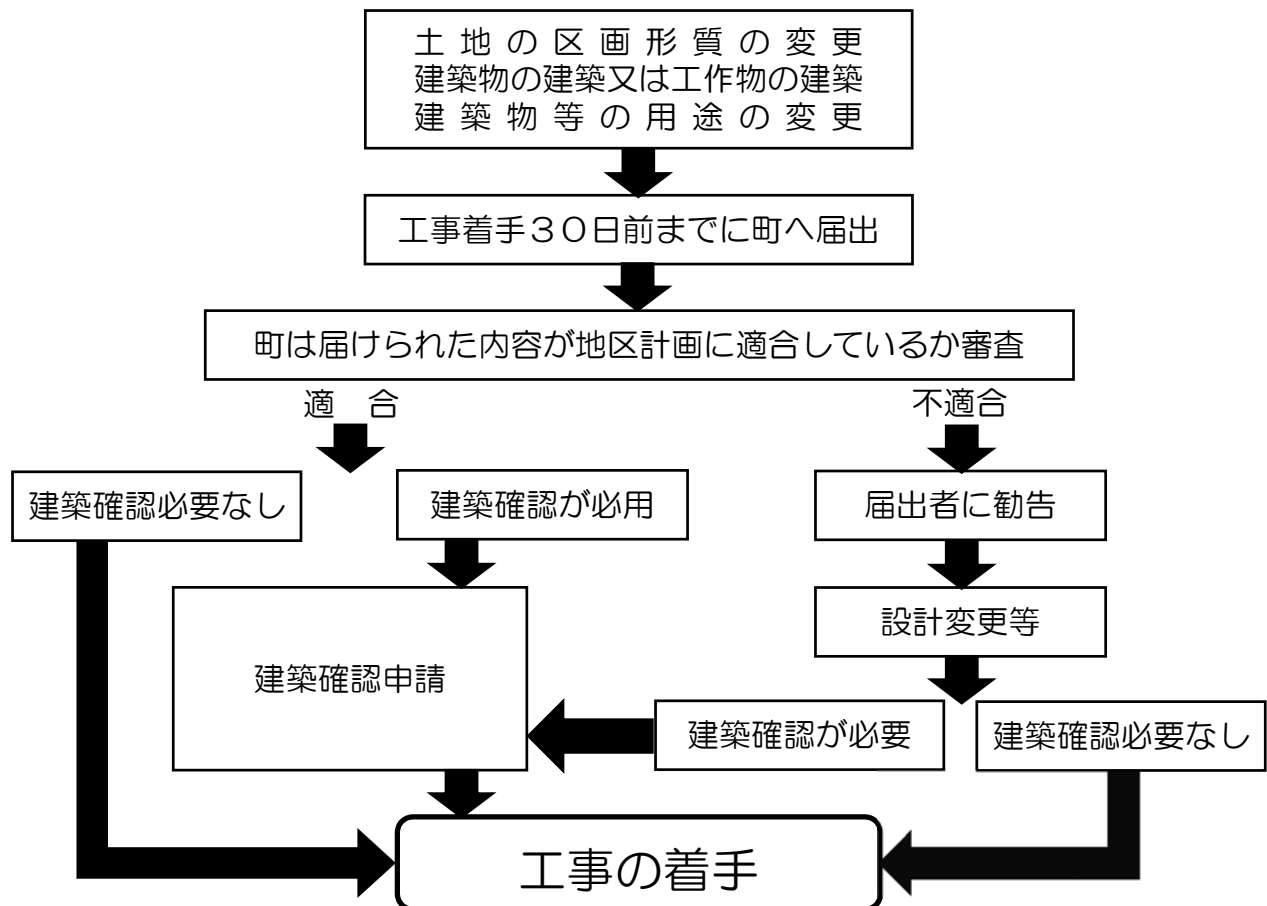 土地の区画形質の変更
建築物の建築又は工作物の建築
建築物等の用途の変更
工事着手３０日前までに町へ届出
町は届けられた内容が地区計画に適合しているか審査
適　合
不適合
建築確認必要なし
建築確認が必用
届出者に勧告
設計変更等
建築確認申請
建築確認が必要
建築確認必要なし
工事の着手